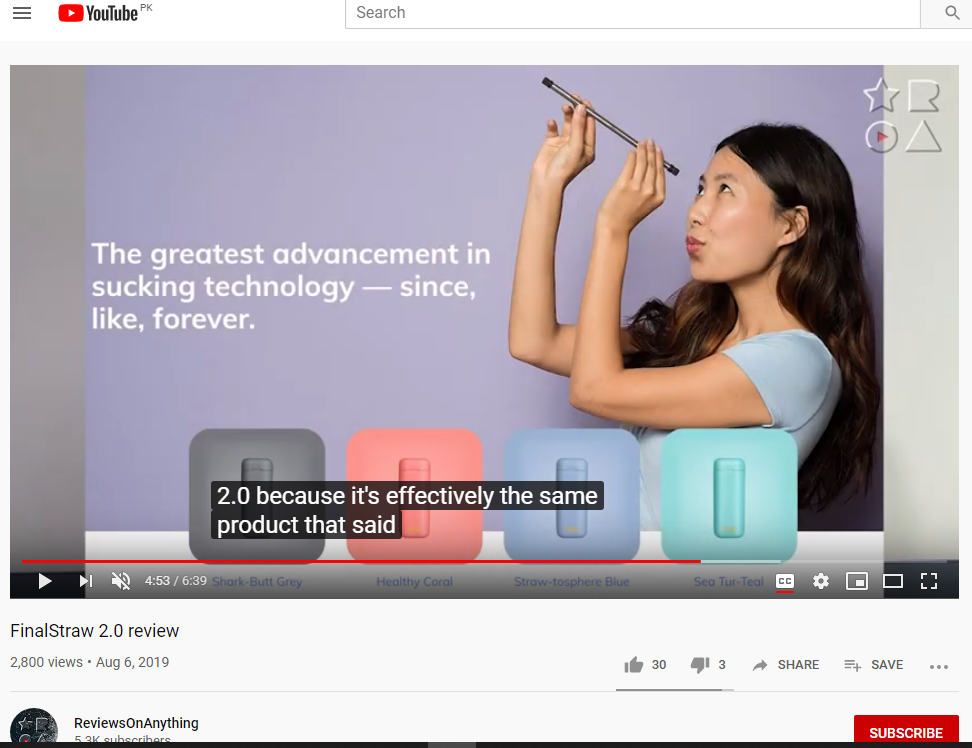 YouTube PK
Search
R
The greatest advancement in
sucking technology — since,
like, forever.
2.0 because it's effectively the same
product that said
4:53 / 6:39
Shark-Butt Grey
Healthy Coral
Straw-tosphere Blue
Sea Tur-Teal
CC
FinalStraw 2.0 review
2,800 views • Aug 6, 2019
30
3
SHARE
SAVE
ReviewsOnAnything
5.3K subscribers
SUBSCRIBE